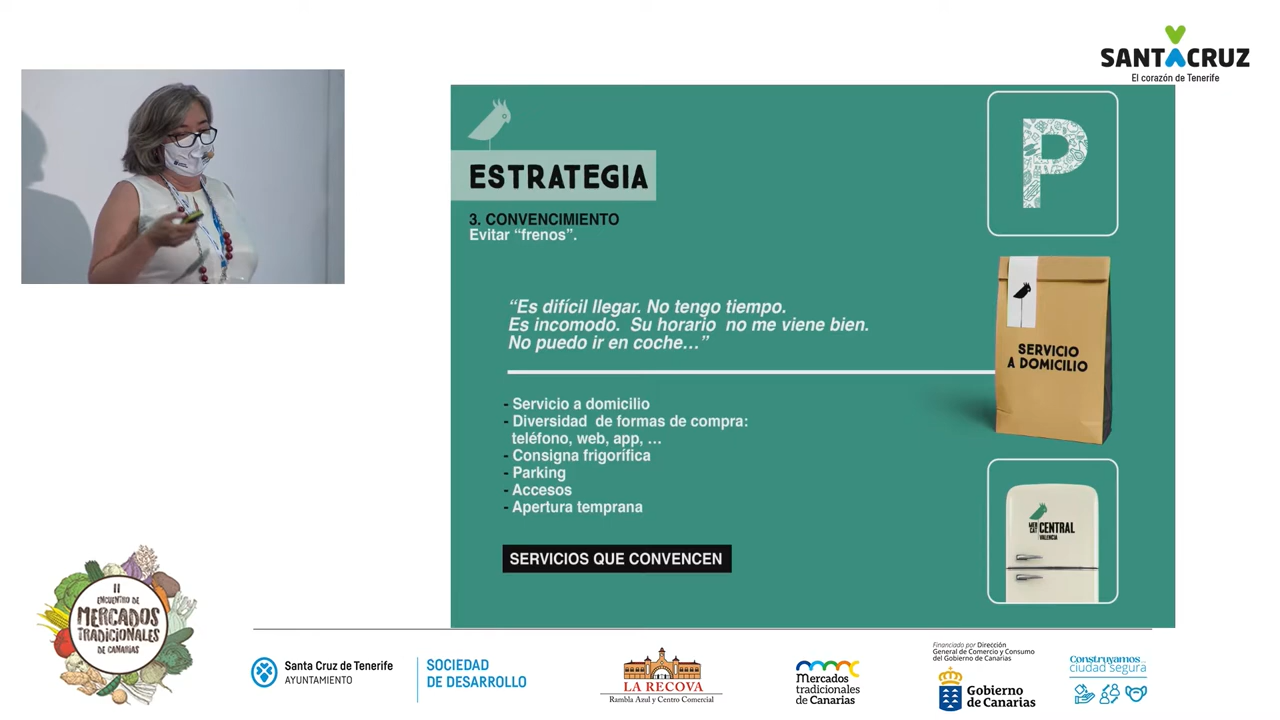 SANTACRUZ
El corazón de Tenerife
ESTRATEGIA
3. CONVENCIMIENTO
Evitar “frenos”.
“Es difícil llegar. No tengo tiempo.
Es incomodo. Su horario no me viene bien.
No puedo ir en coche...”
- Servicio a domicilio
- Diversidad de formas de compra:
teléfono, web, app, ...
- Consigna frigorífica
- Parking
- Accesos
- Apertura temprana
SERVICIOS QUE CONVENCEN
P
SERVICIO
A DOMICILIO
MER
CAT CENTRAL
VALENCIA
II
ENCUENTRO DE
MERCADOS
TRADICIONALES
DE CANARIAS
Santa Cruz de Tenerife
AYUNTAMIENTO
SOCIEDAD
DE DESARROLLO
LA RECOVA
Rambla Azul y Centro Comercial
mercados
tradicionales
de Canarias
Financiado por Dirección
General de Comercio y Consumo
del Gobierno de Canarias
Gobierno
de Canarias
Construyamos...
ciudad segura